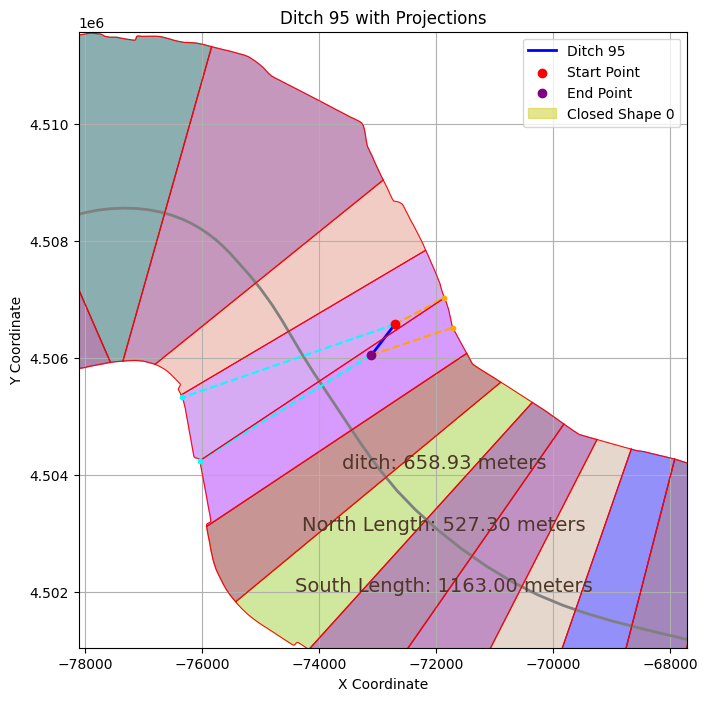 Ditch 95 with Projections
1e6
Ditch 95
Start Point
End Point
Closed Shape 0
4.510
4.508
4.506
4.504
4.502
Y Coordinate
ditch: 658.93 meters
North Length: 527.30 meters
South Length: 1163.00 meters
−78000 −76000 −74000 −72000 −70000 −68000
X Coordinate